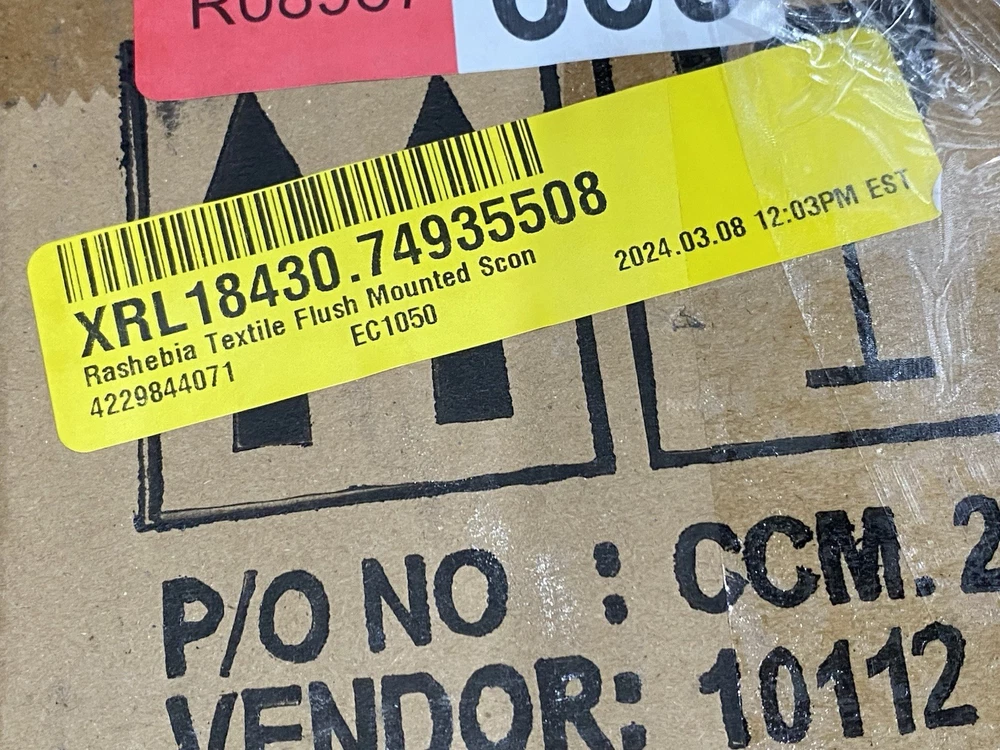 XRL18430.74935508
Rashebia Textile Flush Mounted Scon
2024.03.08 12:03PM EST
EC1050
4229844071
P/O NO : CCM. 2
VENDOR: 10112